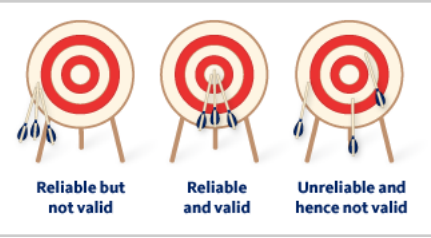 Reliable but
not valid
Reliable
and valid
Unreliable and
hence not valid